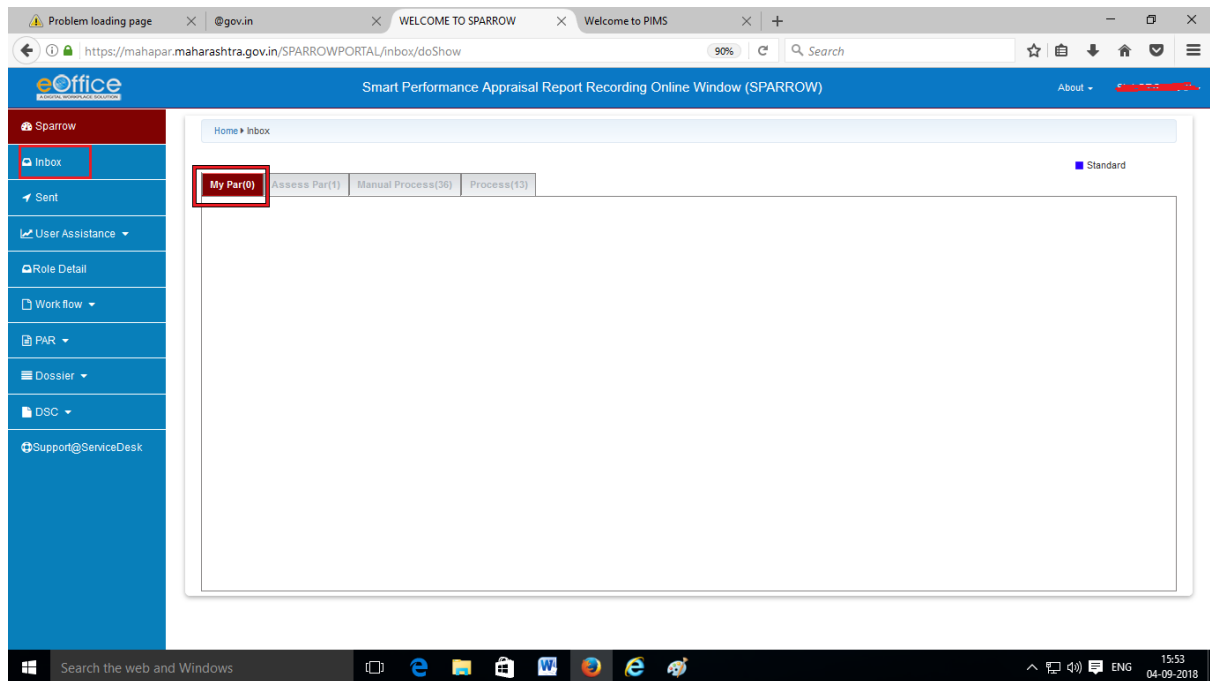 Problem loading page
@gov.in
WELCOME TO SPARROW
Welcome to PIMS
https://mahapar.maharashtra.gov.in/SPARROWPORTAL/inbox/doShow
90%
Search
eOffice
A DIGITAL WORKPLACE SOLUTION
Smart Performance Appraisal Report Recording Online Window (SPARROW)
About
Sparrow
Home Inbox
Inbox
Standard
My Par(0) Assess Par(1) Manual Process(36) Process(13)
Sent
User Assistance
Role Detail
Work flow
PAR
Dossier
DSC
Support@ServiceDesk
Search the web and Windows
ENG
15:53
04-09-2018